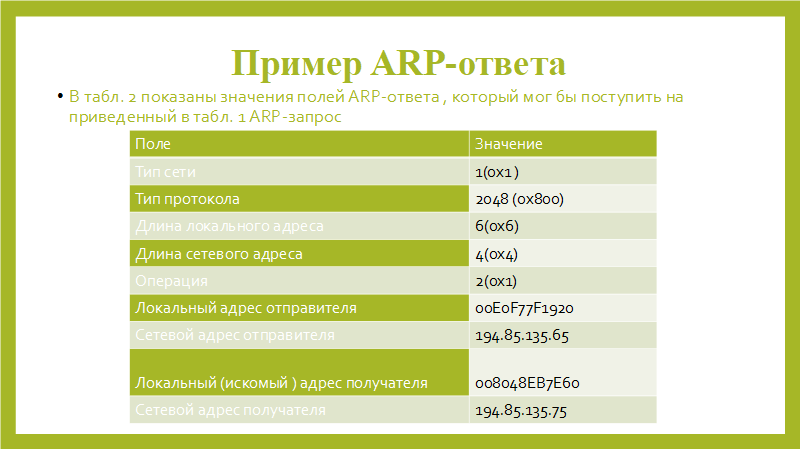 Пример ARP-ответа
• В табл. 2 показаны значения полей ARP-ответа , который мог бы поступить на
приведенный в табл. 1 ARP-запрос
Поле Значение
Тип сети 1(0x1 )
Тип протокола 2048 (0x800)
Длина локального адреса 6(0x6)
Длина сетевого адреса 4(0x4)
Операция 2(0x1)
Локальный адрес отправителя 00E0F77F1920
Сетевой адрес отправителя 194.85.135.65
Локальный (искомый ) адрес получателя 008048EB7E60
Сетевой адрес получателя 194.85.135.75